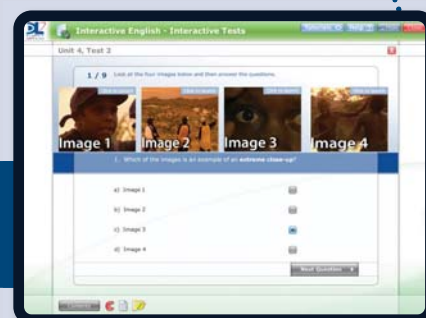 Interactive English - Interactive Tests
Tutorials
Help
Unit 4, Test 2
1 / 9 Look at the four images below and then answer the questions.
Image 1
Image 2
Image 3
Image 4
1. Which of the images is an example of an extreme close-up?
a) Image 1
b) Image 2
c) Image 3
d) Image 4
Next Question